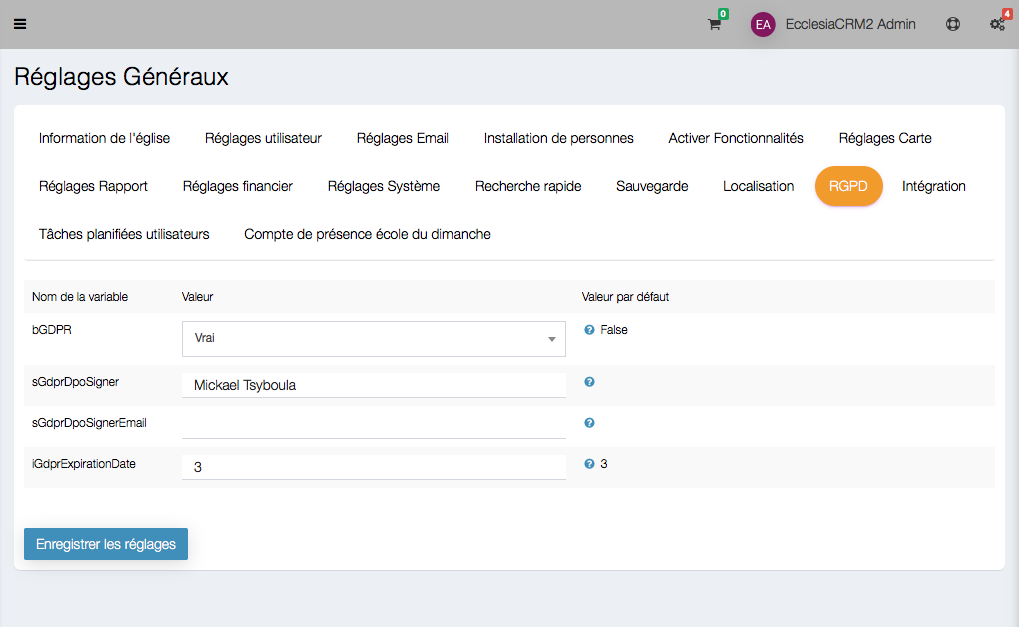 0
EA EcclesiaCRM2 Admin
4
Réglages Généraux
Information de l'église Réglages utilisateur Réglages Email Installation de personnes Activer Fonctionnalités Réglages Carte
Réglages Rapport Réglages financier Réglages Système Recherche rapide Sauvegarde Localisation RGPD Intégration
Tâches planifiées utilisateurs Compte de présence école du dimanche
Nom de la variable Valeur Valeur par défaut
bGDPR Vrai ? False
sGdprDpoSigner Mickael Tsyboula ?
sGdprDpoSignerEmail ?
iGdprExpirationDate 3 ? 3
Enregistrer les réglages